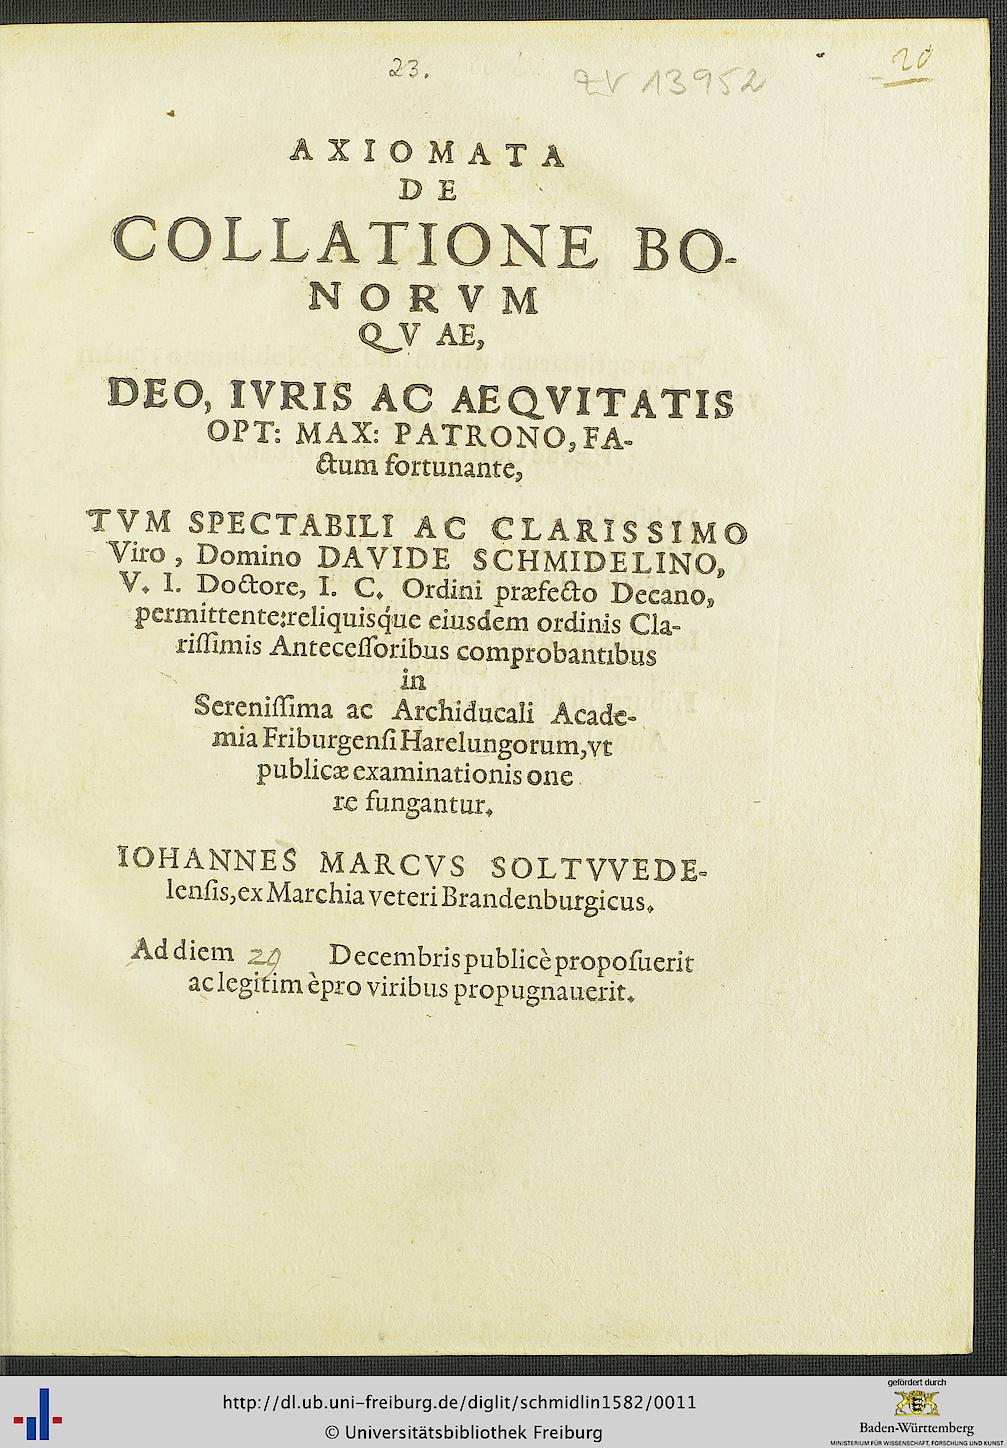 23.
ZV 13952
20
AXIOMATA
DE
COLLATIONE BO-
NORVM
QVAE,
DEO, IVRIS AC AEQVITATIS
OPT: MAX: PATRONO, FA-
ctum fortunante,
TVM SPECTABILI AC CLARISSIMO
Viro, Domino DAVIDE SCHMIDELINO,
V. I. Doctore, I. C. Ordini præfecto Decano,
permittente: reliquisq́ue eiusdem ordinis Cla-
riſſimis Anteceſſoribus comprobantibus
in
Sereniſſima ac Archiducali Acade-
mia Friburgenſi Harelungorum, vt
publicæ examinationis one
re fungantur.
IOHANNES MARCVS SOLTVVEDE-
lenſis, ex Marchia veteri Brandenburgicus.
Ad diem 29 Decembris publicè propoſuerit
ac legitimè pro viribus propugnauerit.
http://dl.ub.uni-freiburg.de/diglit/schmidlin1582/0011
© Universitätsbibliothek Freiburg
gefördert durch
Baden-Württemberg
MINISTERIUM FÜR WISSENSCHAFT, FORSCHUNG UND KUNST